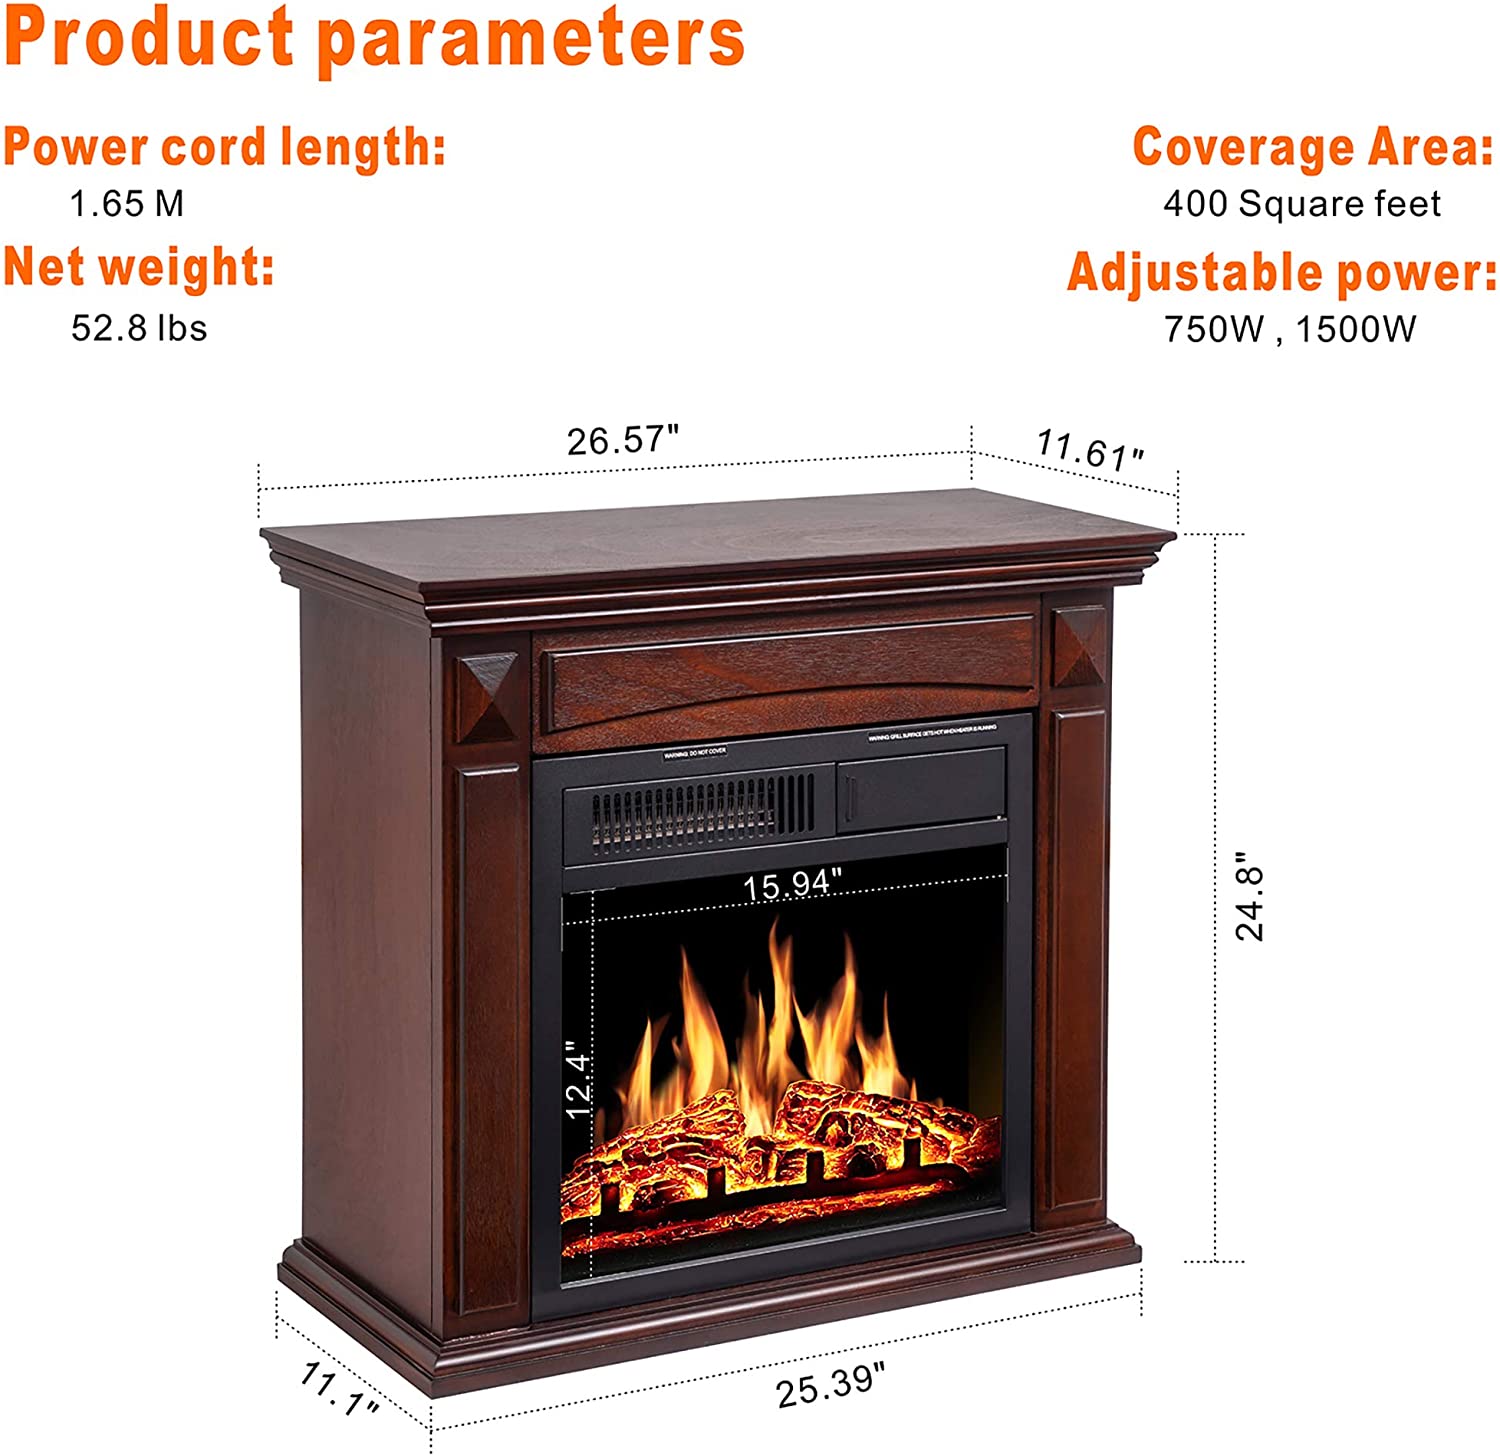 Product parameters
Power cord length:
1.65 M
Net weight:
52.8 lbs
Coverage Area:
400 Square feet
Adjustable power:
750W , 1500W
26.57"
11.61"
WARNING: DO NOT COVER
WARNING: GRILL SURFACE GETS HOT WHEN HEATER IS RUNNING
15.94"
12.4"
24.8"
11.1"
25.39"